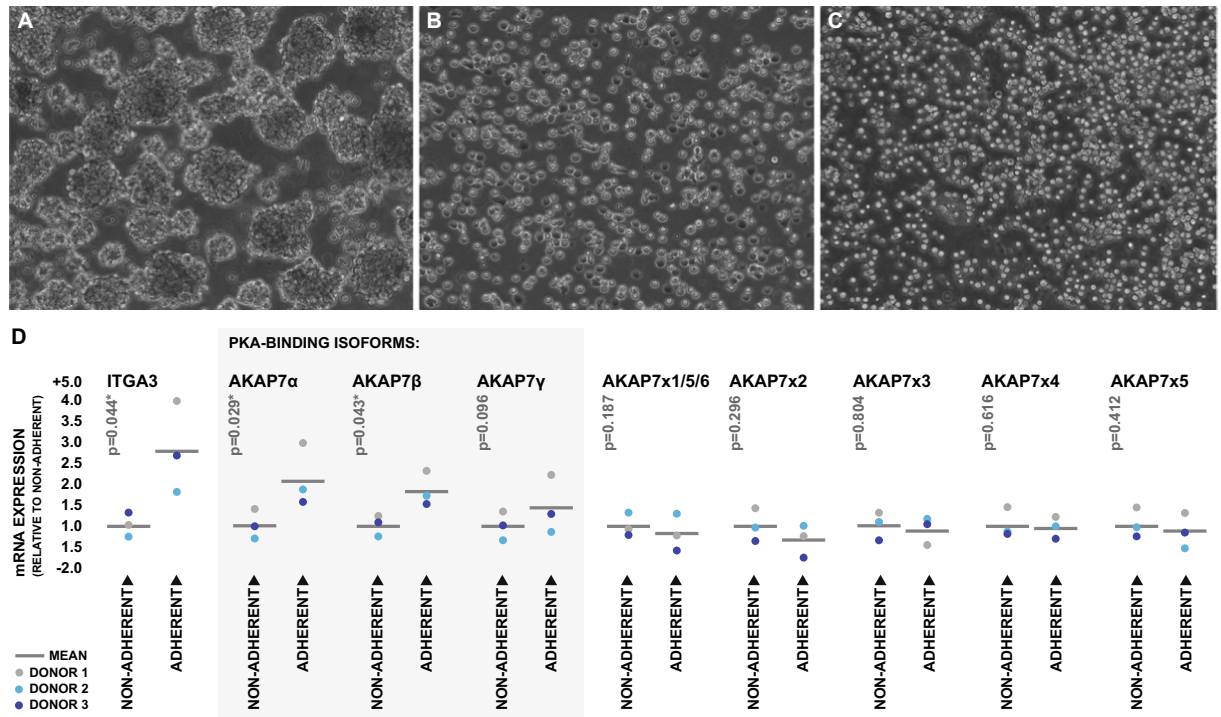 A
B
C
D
PKA-BINDING ISOFORMS:
ITGA3
AKAP7α
AKAP7β
AKAP7γ
AKAP7x1/5/6
AKAP7x2
AKAP7x3
AKAP7x4
AKAP7x5
p=0.044*
p=0.029*
p=0.043*
p=0.096
p=0.187
p=0.296
p=0.804
p=0.616
p=0.412
mRNA EXPRESSION
(RELATIVE TO NON-ADHERENT)
+5.0
4.0
3.5
3.0
2.5
2.0
1.5
1.0
1.5
-2.0
NON-ADHERENT
ADHERENT
NON-ADHERENT
ADHERENT
NON-ADHERENT
ADHERENT
NON-ADHERENT
ADHERENT
NON-ADHERENT
ADHERENT
NON-ADHERENT
ADHERENT
NON-ADHERENT
ADHERENT
NON-ADHERENT
ADHERENT
NON-ADHERENT
ADHERENT
MEAN
DONOR 1
DONOR 2
DONOR 3